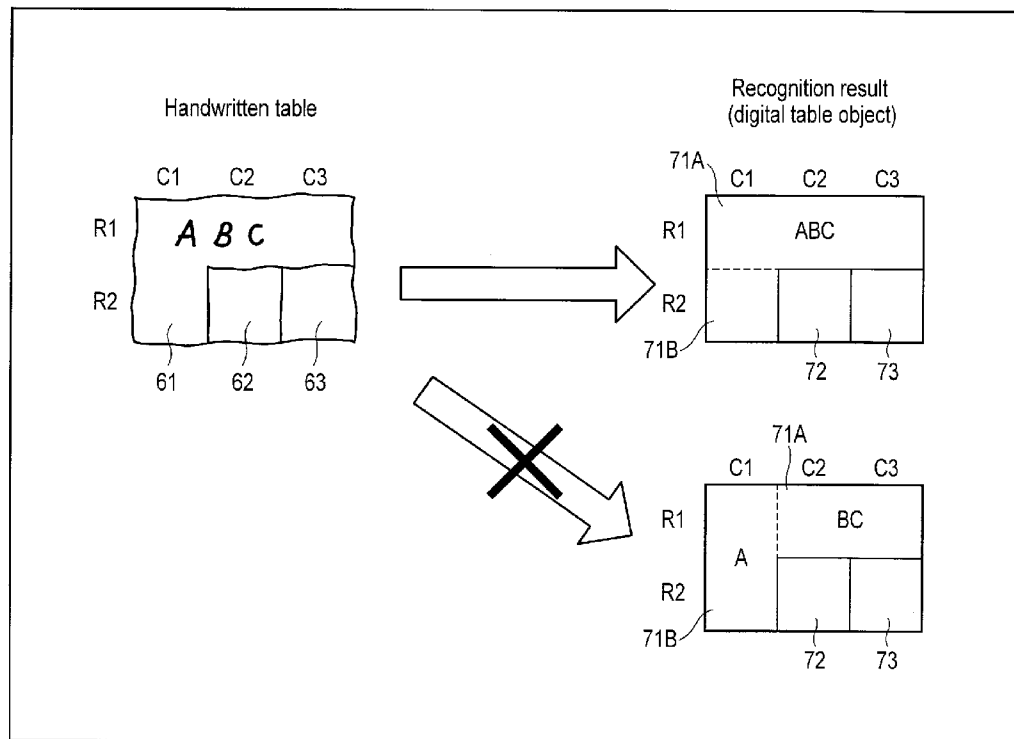 Handwritten table
C1 C2 C3
R1 A B C
R2
61 62 63
Recognition result
(digital table object)
71A
C1 C2 C3
R1 ABC
R2
71B 72 73
71A
C1 C2 C3
R1 BC
A
R2
71B 72 73